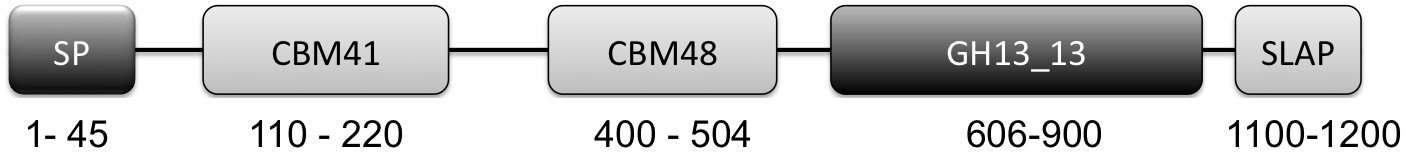 SP CBM41 CBM48 GH13_13 SLAP
1- 45 110 - 220 400 - 504 606-900 1100-1200